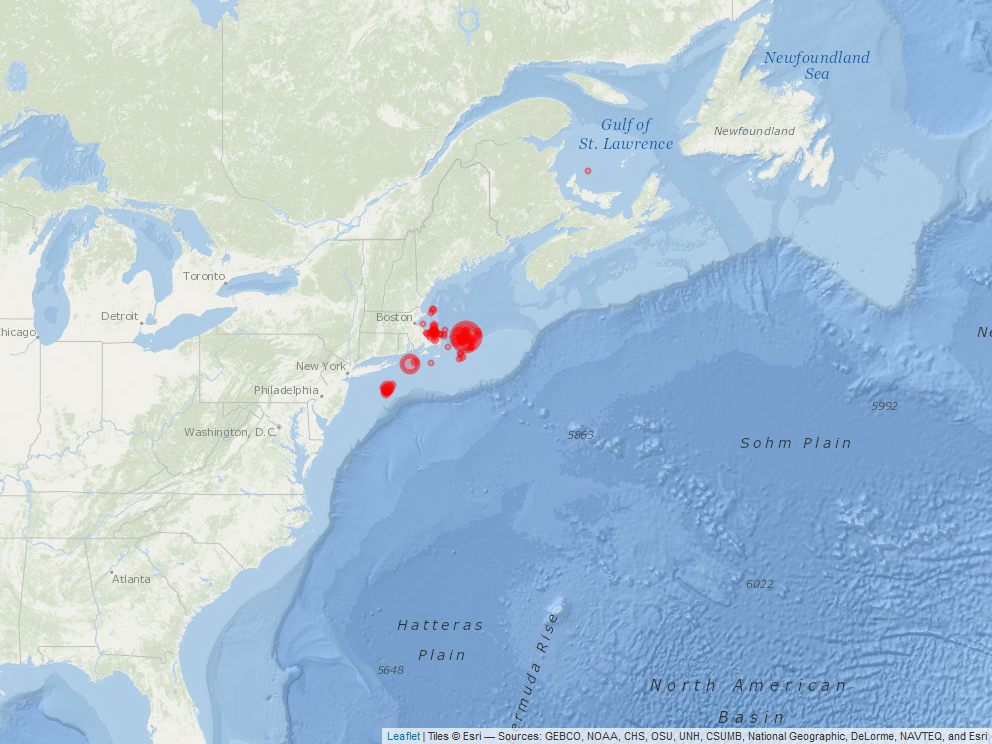 Newfoundland
Sea
Gulf of
St. Lawrence
Newfoundland
Toronto
Detroit
Boston
hicago
New York
Philadelphia
Washington, D.C.
Ne
5992
5863
Sohm Plain
Atlanta
6022
Hatteras
Plain
5648
ermuda Rise
North American
Basin
Leaflet | Tiles © Esri — Sources: GEBCO, NOAA, CHS, OSU, UNH, CSUMB, National Geographic, DeLorme, NAVTEQ, and Esri